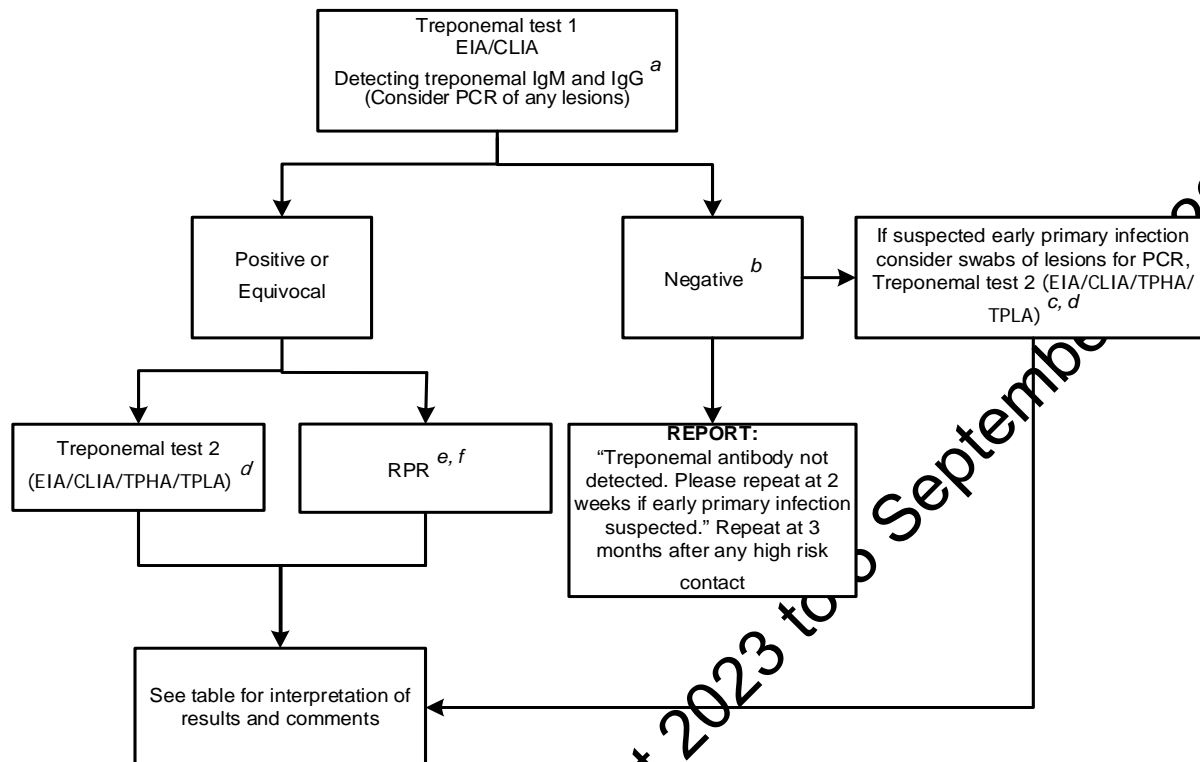 Treponemal test 1
EIA/CLIA
Detecting treponemal IgM and IgG a
(Consider PCR of any lesions)
Positive or
Equivocal
Negative b
If suspected early primary infection
consider swabs of lesions for PCR,
Treponemal test 2 (EIA/CLIA/TPHA/
TPLA) c, d
Treponemal test 2
(EIA/CLIA/TPHA/TPLA) d
RPR e, f
REPORT:
“Treponemal antibody not
detected. Please repeat at 2
weeks if early primary infection
suspected.” Repeat at 3
months after any high risk
contact
See table for interpretation of
results and comments
2023 to 5 September